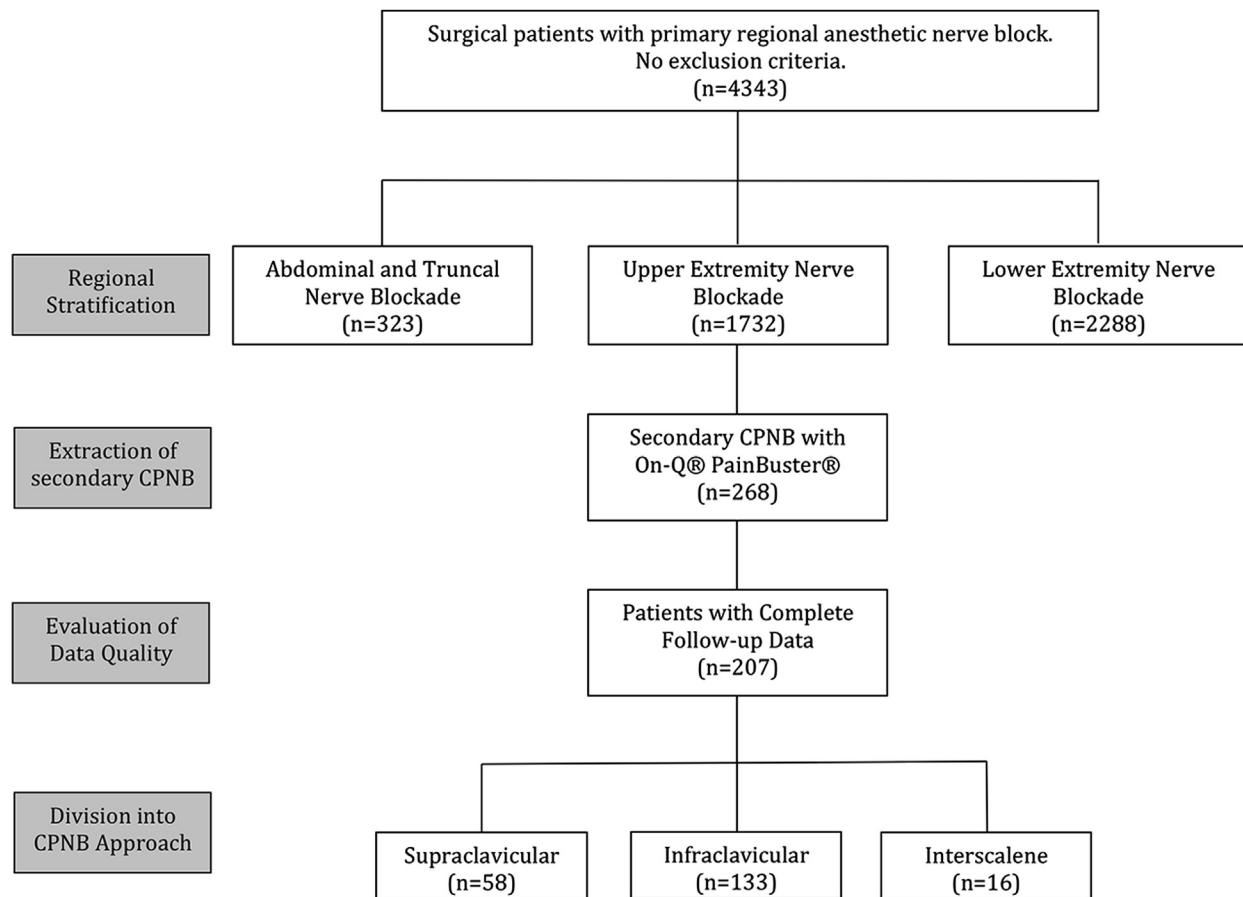 Surgical patients with primary regional anesthetic nerve block.
No exclusion criteria.
(n=4343)
Regional
Stratification
Abdominal and Truncal
Nerve Blockade
(n=323)
Upper Extremity Nerve
Blockade
(n=1732)
Lower Extremity Nerve
Blockade
(n=2288)
Extraction of
secondary CPNB
Secondary CPNB with
On-Q® PainBuster®
(n=268)
Evaluation of
Data Quality
Patients with Complete
Follow-up Data
(n=207)
Division into
CPNB Approach
Supraclavicular
(n=58)
Infraclavicular
(n=133)
Interscalene
(n=16)